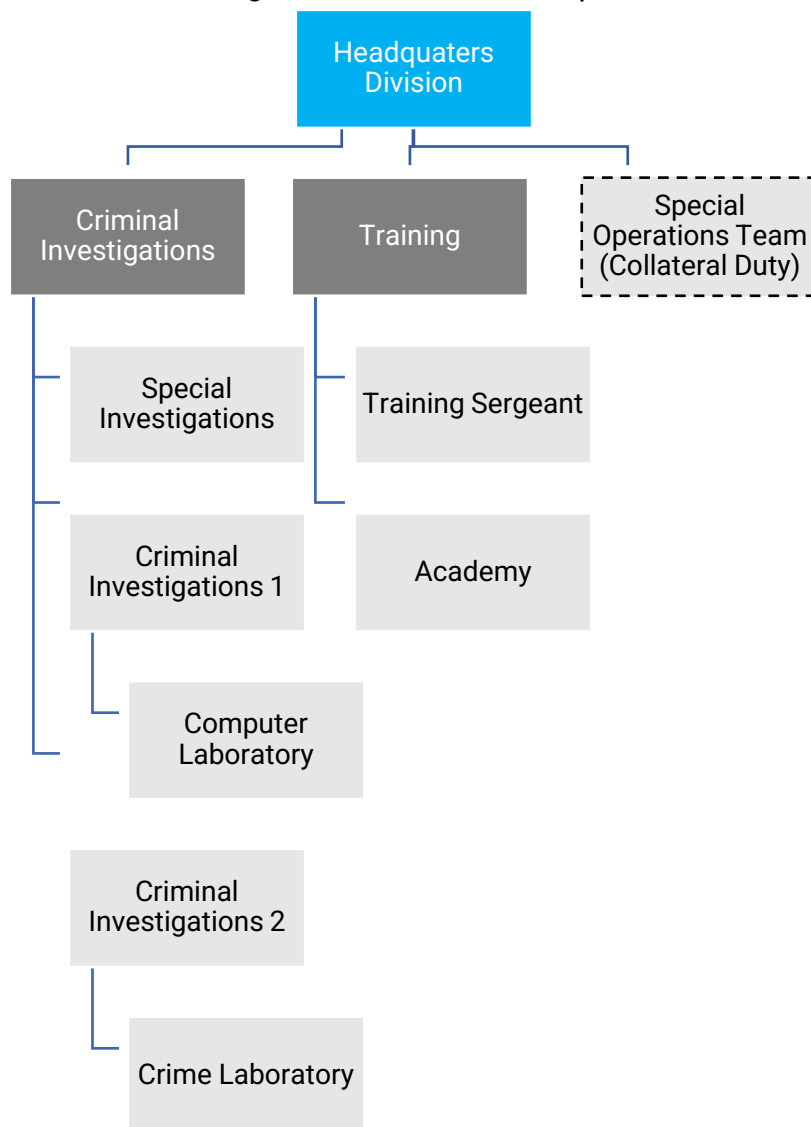 Headquaters
Division
Criminal
Investigations
Training
Special
Operations Team
(Collateral Duty)
Special
Investigations
Training Sergeant
Criminal
Investigations 1
Academy
Computer
Laboratory
Criminal
Investigations 2
Crime Laboratory